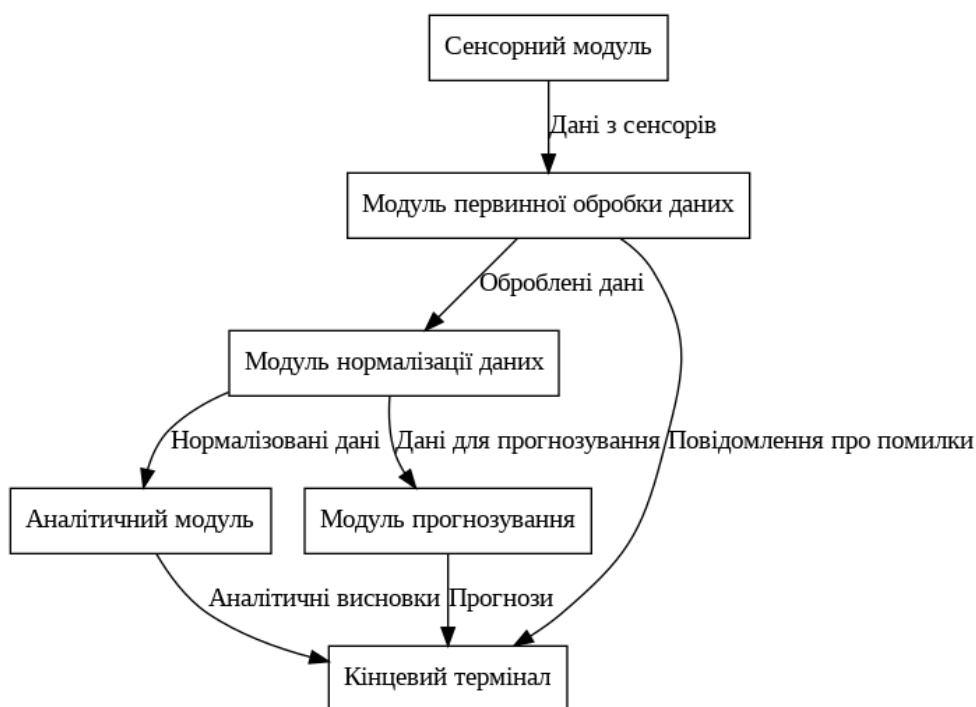 Сенсорний модуль
Дані з сенсорів
Модуль первинної обробки даних
Оброблені дані
Модуль нормалізації даних
Нормалізовані дані
Дані для прогнозування
Повідомлення про помилки
Аналітичний модуль
Модуль прогнозування
Аналітичні висновки
Прогнози
Кінцевий термінал